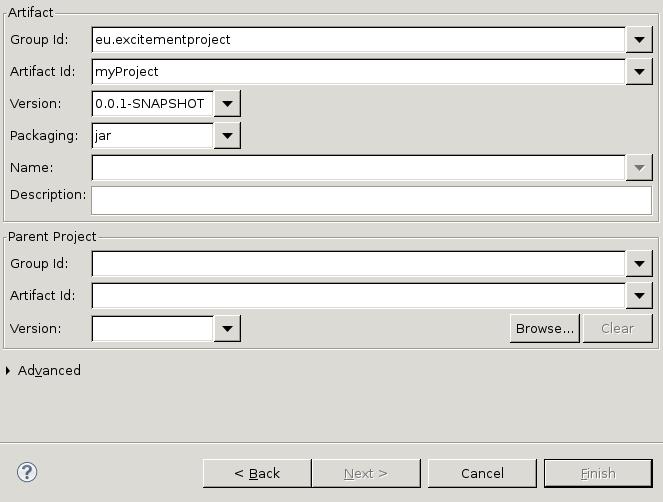 Artifact
Group Id: eu.excitementproject
Artifact Id: myProject
Version: 0.0.1-SNAPSHOT
Packaging: jar
Name:
Description:
Parent Project
Group Id:
Artifact Id:
Version: Browse... Clear
Advanced
? < Back Next > Cancel Finish